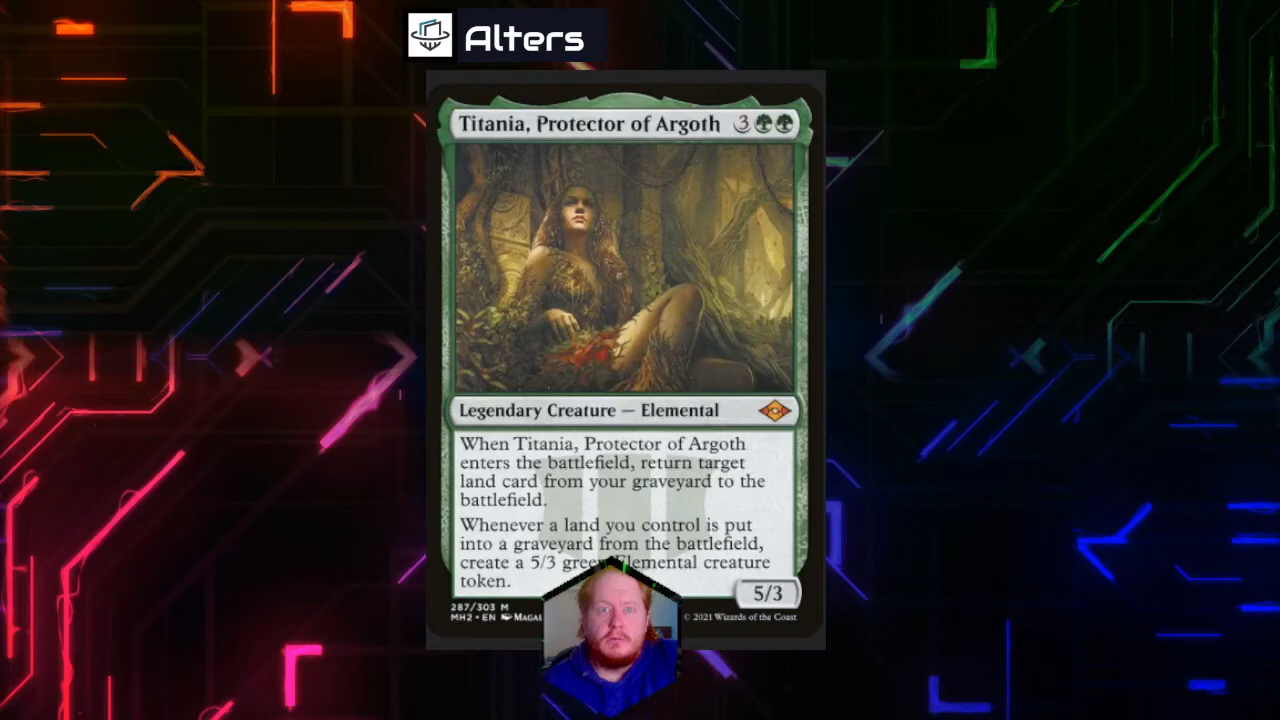 Alters
Titania, Protector of Argoth 3
Legendary Creature — Elemental
When Titania, Protector of Argoth
enters the battlefield, return target
land card from your graveyard to the
battlefield.
Whenever a land you control is put
into a graveyard from the battlefield,
create a 5/3 green Elemental creature
token.
5/3
287/303 M
MH2 • EN MAGAL
© 2021 Wizards of the Coast